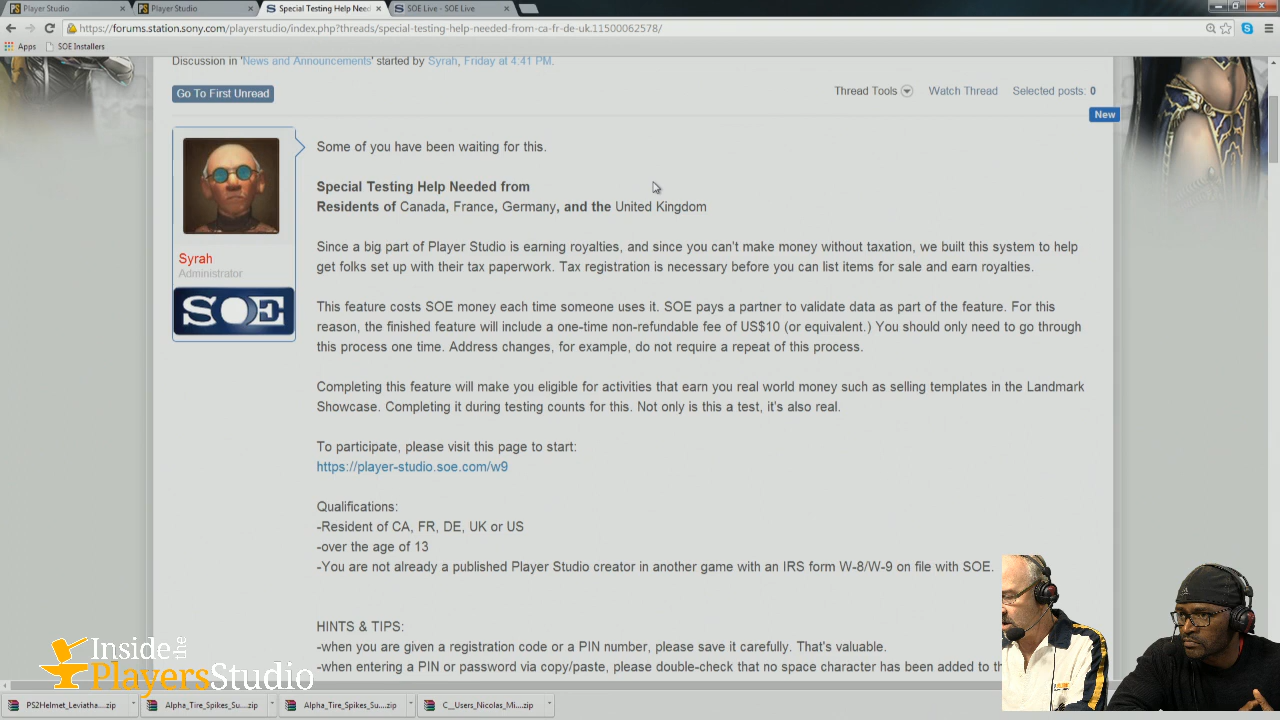 Player Studio
Player Studio
Special Testing Help Need
SOE Live - SOE Live
https://forums.station.sony.com/playerstudio/index.php?threads/special-testing-help-needed-from-ca-fr-de-uk.11500062578/
Apps
SOE Installers
Discussion in 'News and Announcements' started by Syrah, Friday at 4:41 PM.
Go To First Unread
Thread Tools
Watch Thread
Selected posts: 0
New
Some of you have been waiting for this.
Special Testing Help Needed from
Residents of Canada, France, Germany, and the United Kingdom
Since a big part of Player Studio is earning royalties, and since you can't make money without taxation, we built this system to help
get folks set up with their tax paperwork. Tax registration is necessary before you can list items for sale and earn royalties.
Syrah
Administrator
SOE
This feature costs SOE money each time someone uses it. SOE pays a partner to validate data as part of the feature. For this
reason, the finished feature will include a one-time non-refundable fee of US$10 (or equivalent.) You should only need to go through
this process one time. Address changes, for example, do not require a repeat of this process.
Completing this feature will make you eligible for activities that earn you real world money such as selling templates in the Landmark
Showcase. Completing it during testing counts for this. Not only is this a test, it's also real.
To participate, please visit this page to start:
https://player-studio.soe.com/w9
Qualifications:
-Resident of CA, FR, DE, UK or US
-over the age of 13
-You are not already a published Player Studio creator in another game with an IRS form W-8/W-9 on file with SOE.
HINTS & TIPS:
-when you are given a registration code or a PIN number, please save it carefully. That's valuable.
-when entering a PIN or password via copy/paste, please double-check that no space character has been added to th
Inside the
PlayersStudio
PS2Helmet_Leviatha....zip
Alpha_Tire_Spikes_Su....zip
Alpha_Tire_Spikes_Su....zip
C__Users_Nicolas_Mi....zip